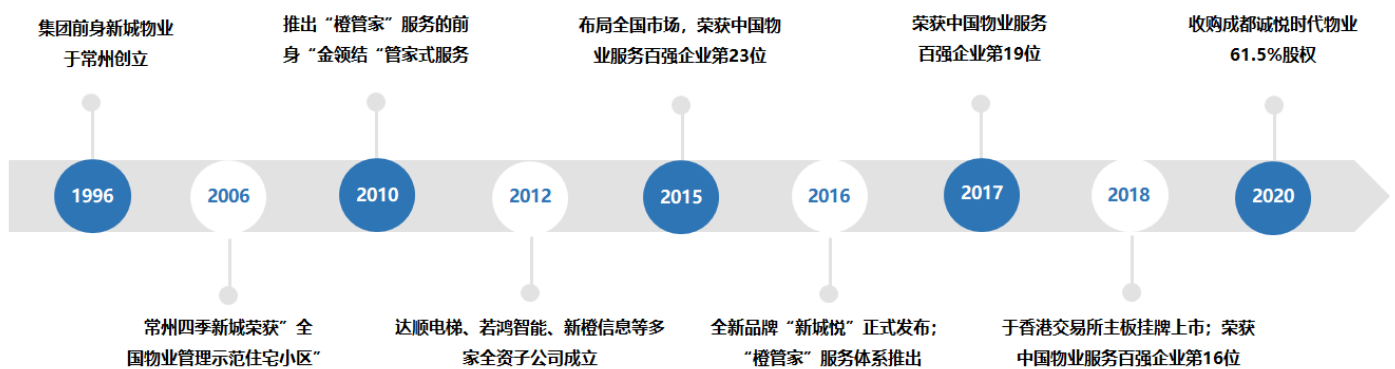 集团前身新城物业
于常州创立
推出“橙管家”服务的前
身“金领结“管家式服务
布局全国市场，荣获中国物
业服务百强企业第23位
荣获中国物业服务
百强企业第19位
收购成都诚悦时代物业
61.5%股权
1996
2006
2010
2012
2015
2016
2017
2018
2020
常州四季新城荣获”全
国物业管理示范住宅小区”
达顺电梯、若鸿智能、新橙信息等多
家全资子公司成立
全新品牌“新城悦”正式发布；
“橙管家”服务体系推出
于香港交易所主板挂牌上市；荣获
中国物业服务百强企业第16位